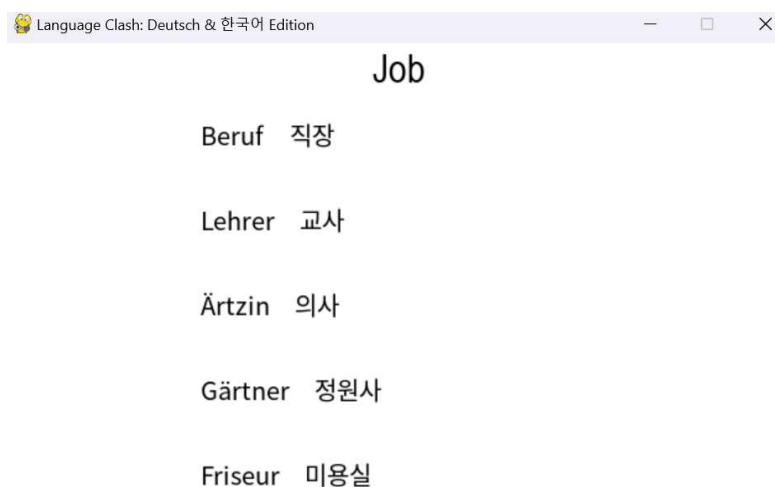 Language Clash: Deutsch & 한국어 Edition
Job
Beruf 직장
Lehrer 교사
Ärtzin 의사
Gärtner 정원사
Friseur 미용실